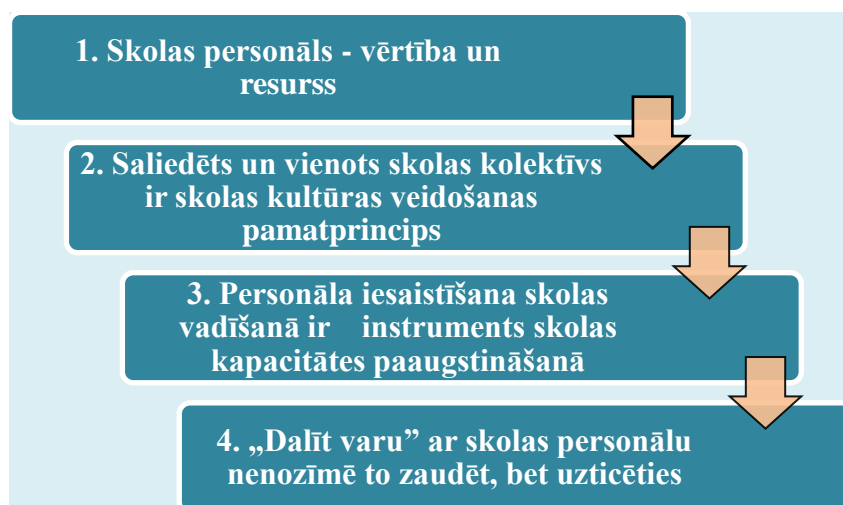 1. Skolas personāls - vērtība un
resurss
2. Saliedēts un vienots skolas kolektīvs
ir skolas kultūras veidošanas
pamatprincips
3. Personāla iesaistīšana skolas
vadīšanā ir instruments skolas
kapacitātes paaugstināšanā
4. „Dalīt varu” ar skolas personālu
nenozīmē to zaudēt, bet uzticēties